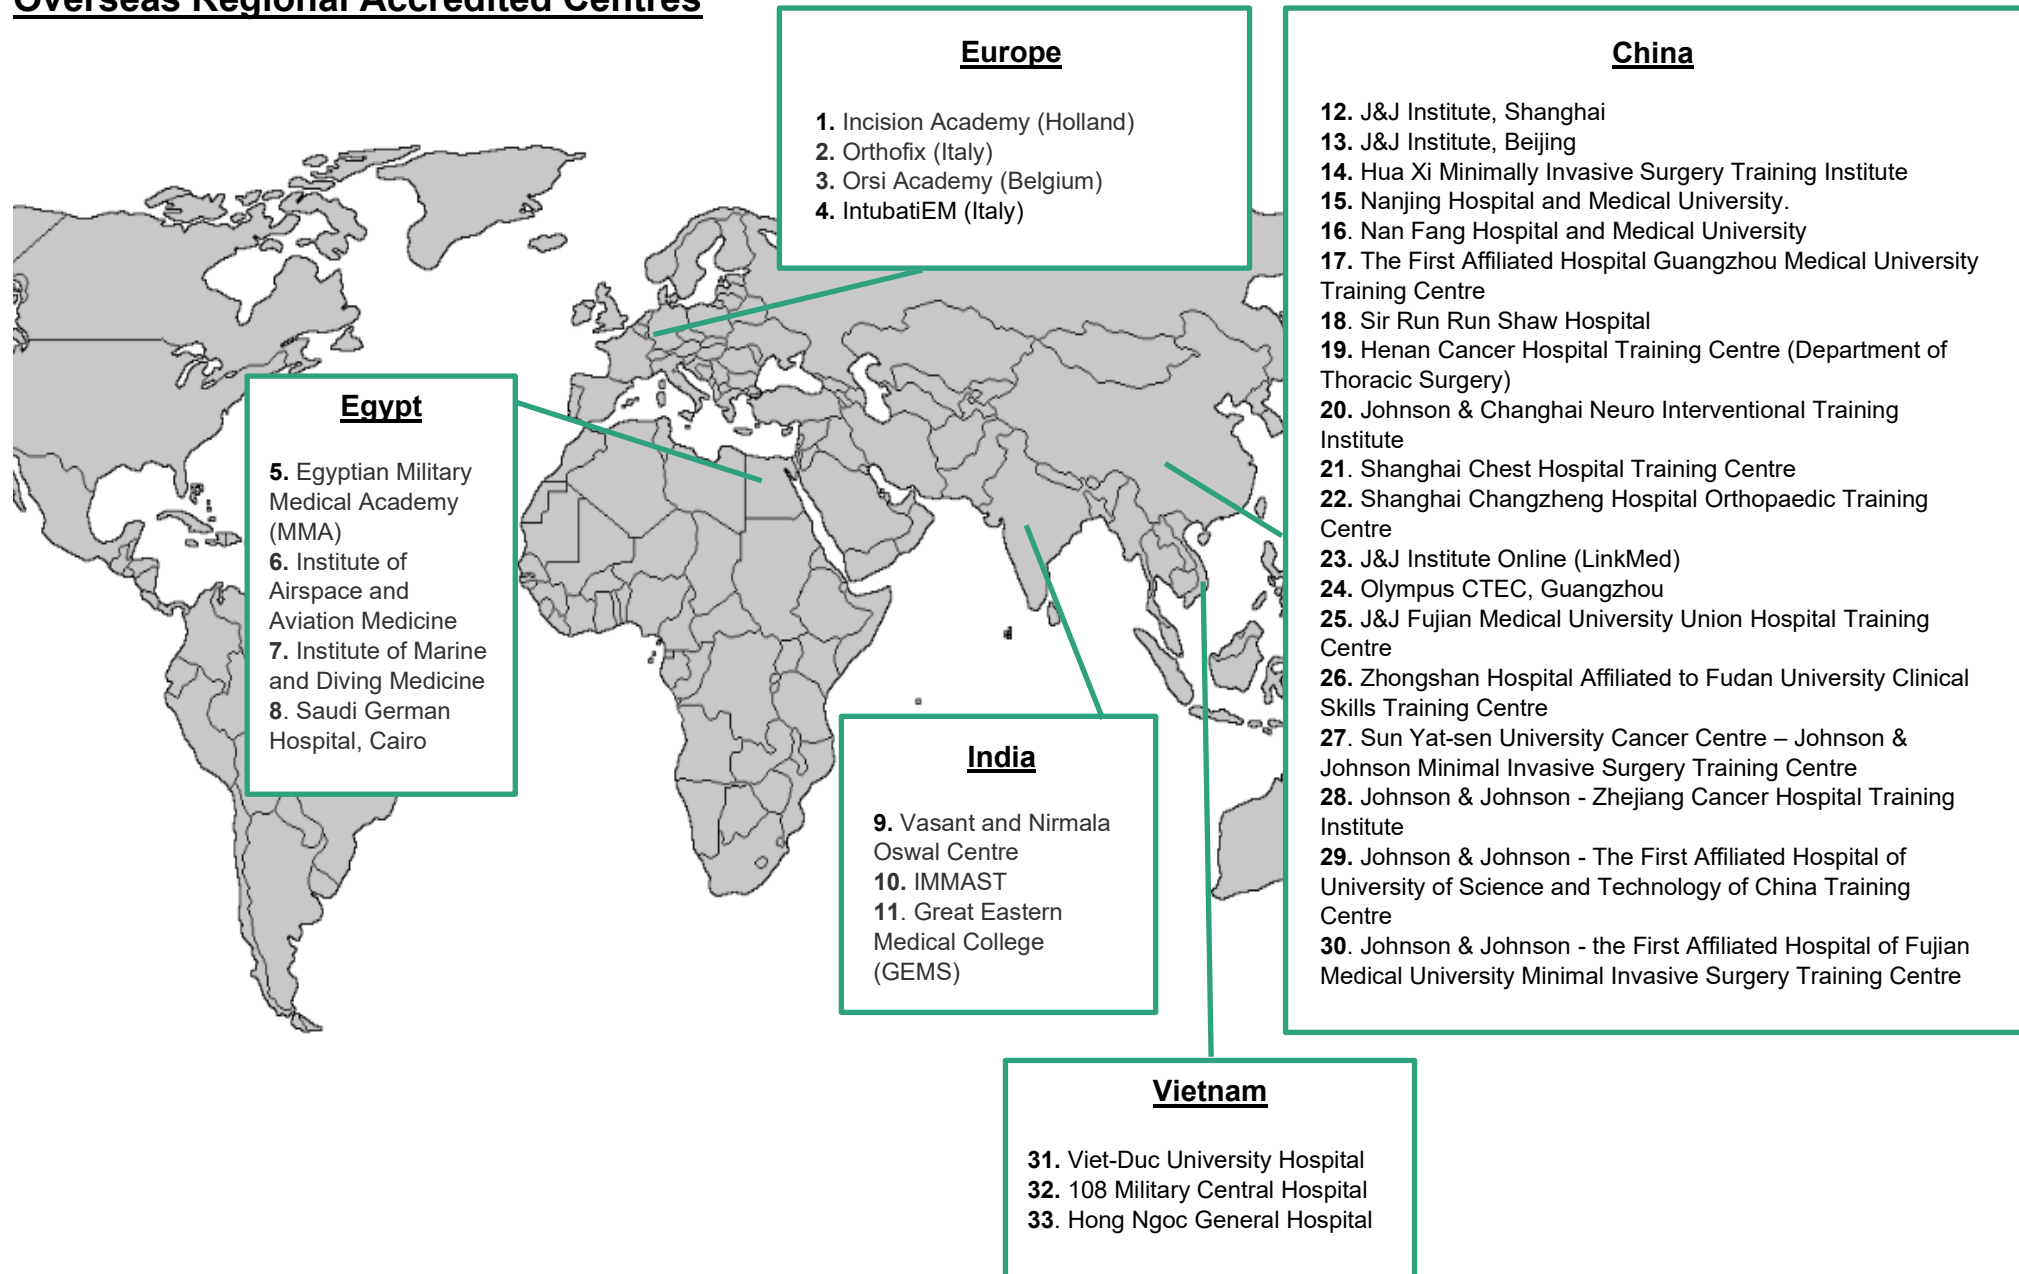 Overseas Regional Accredited Centres
Europe
1. Incision Academy (Holland)
2. Orthofix (Italy)
3. Orsi Academy (Belgium)
4. IntubatiEM (Italy)
Egypt
5. Egyptian Military
Medical Academy
(MMA)
6. Institute of
Airspace and
Aviation Medicine
7. Institute of Marine
and Diving Medicine
8. Saudi German
Hospital, Cairo
India
9. Vasant and Nirmala
Oswal Centre
10. IMMAST
11. Great Eastern
Medical College
(GEMS)
China
12. J&J Institute, Shanghai
13. J&J Institute, Beijing
14. Hua Xi Minimally Invasive Surgery Training Institute
15. Nanjing Hospital and Medical University.
16. Nan Fang Hospital and Medical University
17. The First Affiliated Hospital Guangzhou Medical University
Training Centre
18. Sir Run Run Shaw Hospital
19. Henan Cancer Hospital Training Centre (Department of
Thoracic Surgery)
20. Johnson & Changhai Neuro Interventional Training
Institute
21. Shanghai Chest Hospital Training Centre
22. Shanghai Changzheng Hospital Orthopaedic Training
Centre
23. J&J Institute Online (LinkMed)
24. Olympus CTEC, Guangzhou
25. J&J Fujian Medical University Union Hospital Training
Centre
26. Zhongshan Hospital Affiliated to Fudan University Clinical
Skills Training Centre
27. Sun Yat-sen University Cancer Centre – Johnson &
Johnson Minimal Invasive Surgery Training Centre
28. Johnson & Johnson - Zhejiang Cancer Hospital Training
Institute
29. Johnson & Johnson - The First Affiliated Hospital of
University of Science and Technology of China Training
Centre
30. Johnson & Johnson - the First Affiliated Hospital of Fujian
Medical University Minimal Invasive Surgery Training Centre
Vietnam
31. Viet-Duc University Hospital
32. 108 Military Central Hospital
33. Hong Ngoc General Hospital